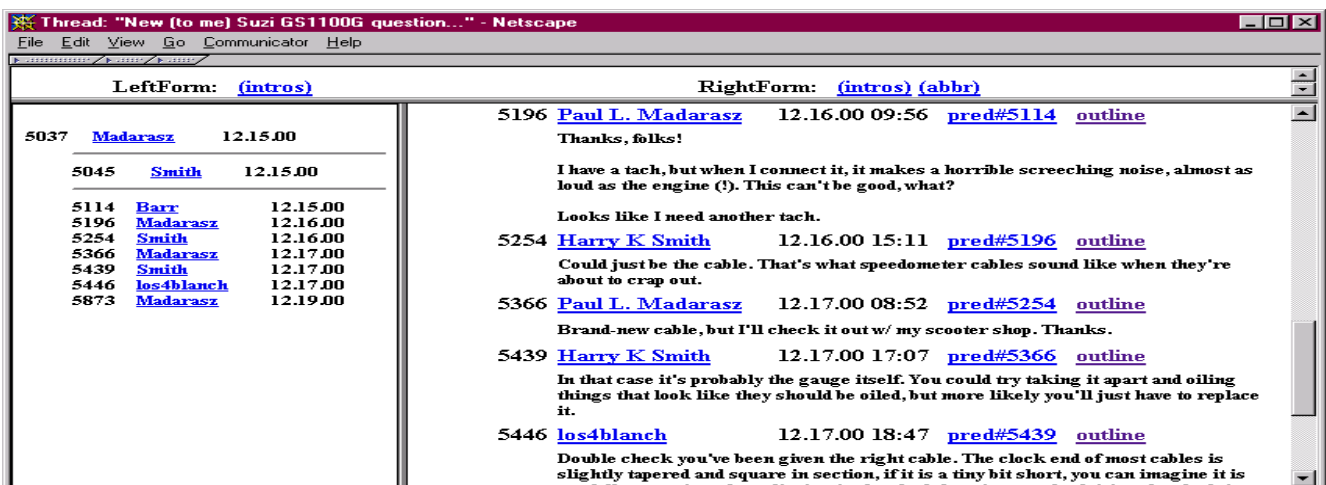 Thread: "New (to me) Suzi GS1100G question..." - Netscape
File Edit View Go Communicator Help
LeftForm: (intros)
RightForm: (intros) (abbr)
5037 Madarasz 12.15.00
5045 Smith 12.15.00
5114 Barr 12.15.00
5196 Madarasz 12.16.00
5254 Smith 12.16.00
5366 Madarasz 12.17.00
5439 Smith 12.17.00
5446 los4blanch 12.17.00
5873 Madarasz 12.19.00
5196 Paul L. Madarasz 12.16.00 09:56 pred#5114 outline
Thanks, folks!
I have a tach, but when I connect it, it makes a horrible screeching noise, almost as
loud as the engine (!). This can't be good, what?
Looks like I need another tach.
5254 Harry K Smith 12.16.00 15:11 pred#5196 outline
Could just be the cable. That's what speedometer cables sound like when they're
about to crap out.
5366 Paul L. Madarasz 12.17.00 08:52 pred#5254 outline
Brand-new cable, but I'll check it out w/ my scooter shop. Thanks.
5439 Harry K Smith 12.17.00 17:07 pred#5366 outline
In that case it's probably the gauge itself. You could try taking it apart and oiling
things that look like they should be oiled, but more likely you'll just have to replace
it.
5446 los4blanch 12.17.00 18:47 pred#5439 outline
Double check you've been given the right cable. The clock end of most cables is
slightly tapered and square in section, if it is a tiny bit short, you can imagine it is